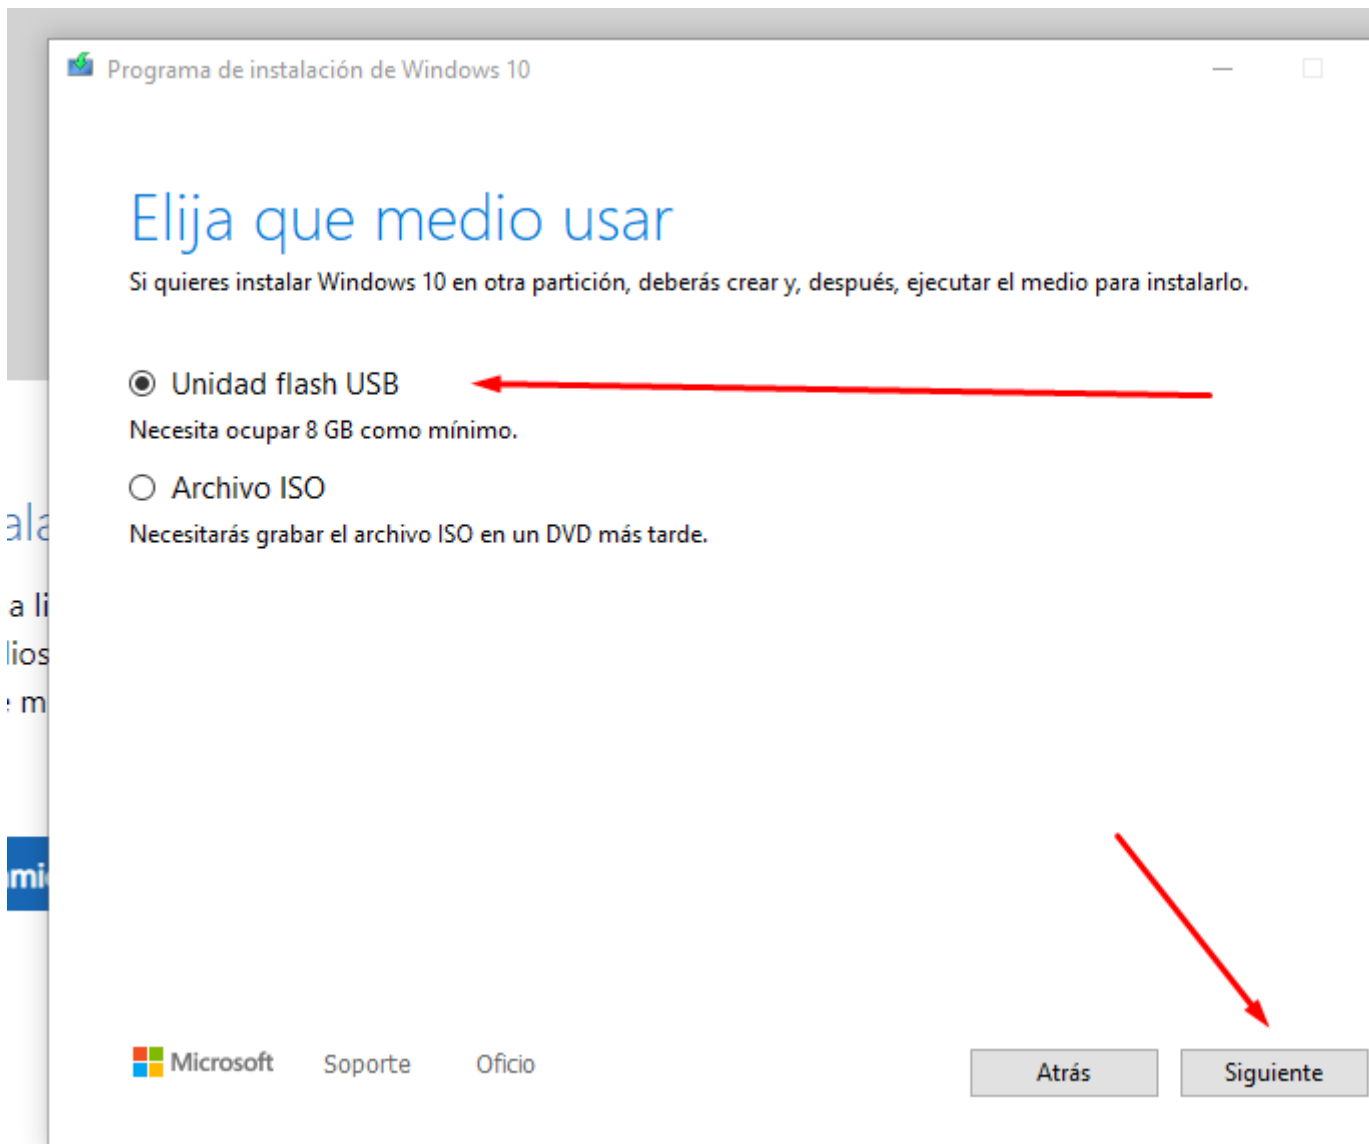 Programa de instalación de Windows 10
Elija que medio usar
Si quieres instalar Windows 10 en otra partición, deberás crear y, después, ejecutar el medio para instalarlo.
Unidad flash USB
Necesita ocupar 8 GB como mínimo.
Archivo ISO
Necesitarás grabar el archivo ISO en un DVD más tarde.
a li
Microsoft Soporte Oficio Atrás Siguiente